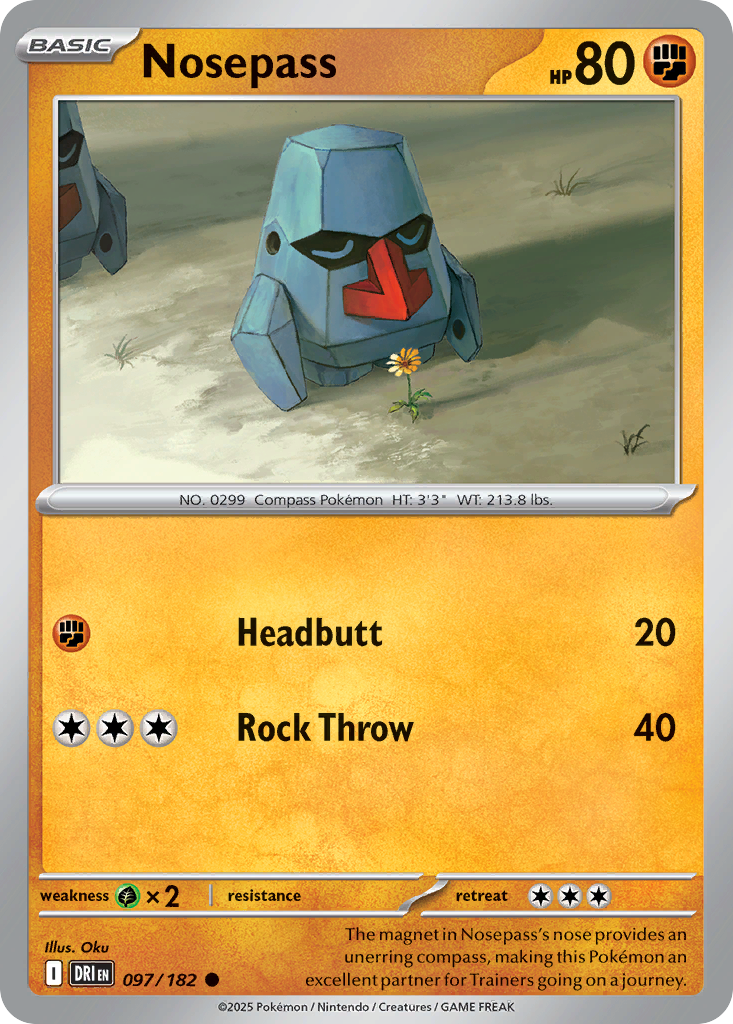 BASIC
Nosepass
HP 80
NO. 0299 Compass Pokémon HT: 3'3" WT: 213.8 lbs.
Headbutt 20
Rock Throw 40
weakness ×2 resistance retreat
Illus. Oku
I DRI EN 097/182
The magnet in Nosepass's nose provides an
unerring compass, making this Pokémon an
excellent partner for Trainers going on a journey.
©2025 Pokémon / Nintendo / Creatures / GAME FREAK